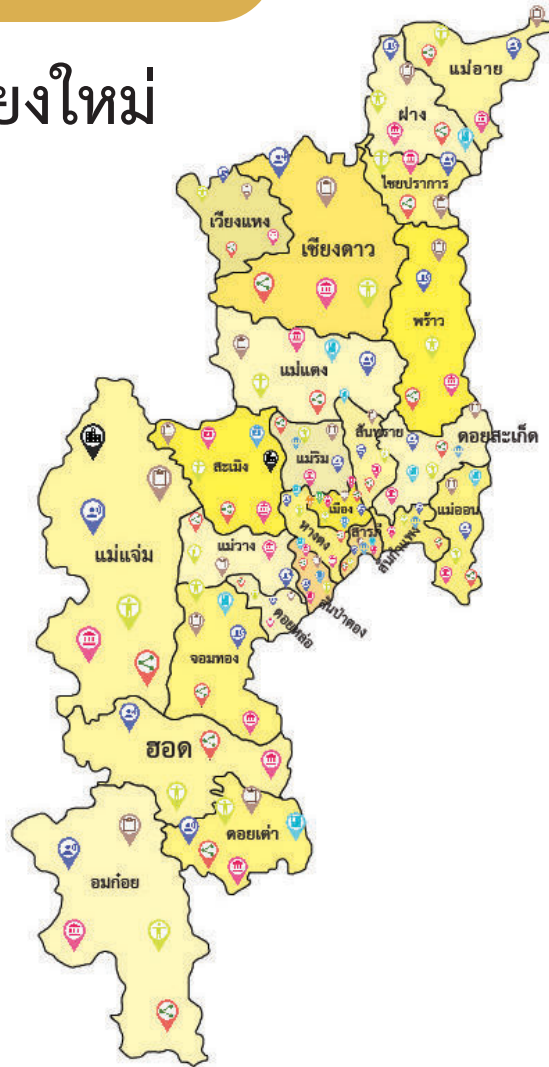 ยงใหม่
แม่อาย
ฝาง
ไชยปราการ
เวียงแหง
เชียงดาว
พร้าว
แม่แตง
ดอยสะเก็ด
สันทราย
แม่ริม
สะเมิง
เมือง
แม่ออน
หางดง
สารภี
สันกำแพง
แม่วาง
แม่แจ่ม
สันป่าตอง
ดอยหล่อ
จอมทอง
ฮอด
ดอยเต่า
อมก๋อย